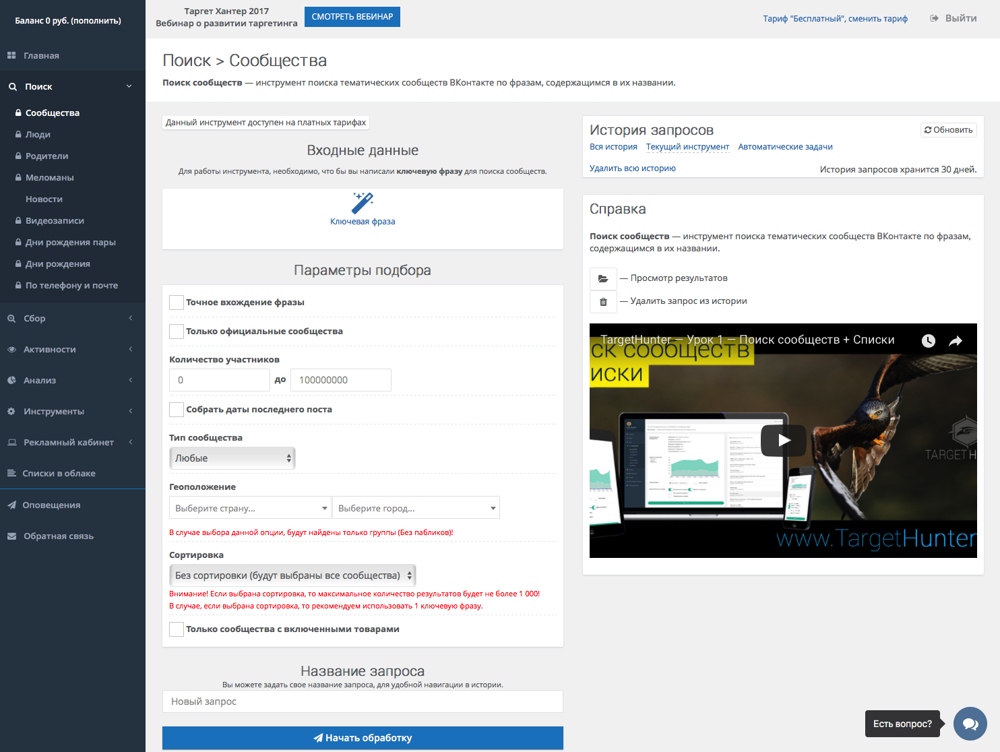 Баланс 0 руб. (пополнить)
Главная
Поиск
Сообщества
Люди
Родители
Меломаны
Новости
Видеозаписи
Дни рождения пары
Дни рождения
По телефону и почте
Сбор
Активности
Анализ
Инструменты
Рекламный кабинет
Списки в облаке
Оповещения
Обратная связь
Таргет Хантер 2017
Вебинар о развитии таргетинга
СМОТРЕТЬ ВЕБИНАР
Тариф "Бесплатный", сменить тариф
Выйти
Поиск > Сообщества
Поиск сообществ — инструмент поиска тематических сообществ ВКонтакте по фразам, содержащимся в их названии.
Данный инструмент доступен на платных тарифах
Входные данные
Для работы инструмента, необходимо, что бы вы написали ключевую фразу для поиска сообществ.
Ключевая фраза
Параметры подбора
Точное вхождение фразы
Только официальные сообщества
Количество участников
0 до 100000000
Собрать даты последнего поста
Тип сообщества
Любые
Геоположение
Выберите страну... Выберите город...
В случае выбора данной опции, будут найдены только группы (Без пабликов)!
Сортировка
Без сортировки (будут выбраны все сообщества)
Внимание! Если выбрана сортировка, то максимальное количество результатов будет не более 1 000!
В случае, если выбрана сортировка, то рекомендуем использовать 1 ключевую фразу.
Только сообщества с включенными товарами
Название запроса
Вы можете задать свое название запроса, для удобной навигации в истории.
Новый запрос
Начать обработку
История запросов
Обновить
Вся история Текущий инструмент Автоматические задачи
Удалить всю историю
История запросов хранится 30 дней.
Справка
Поиск сообществ — инструмент поиска тематических сообществ ВКонтакте по фразам,
содержащимся в их названии.
— Просмотр результатов
— Удалить запрос из истории
TargetHunter — Урок 1 — Поиск сообществ + Списки
ск сообществ
иски
TARGET H
www.TargetHunter
Есть вопрос?